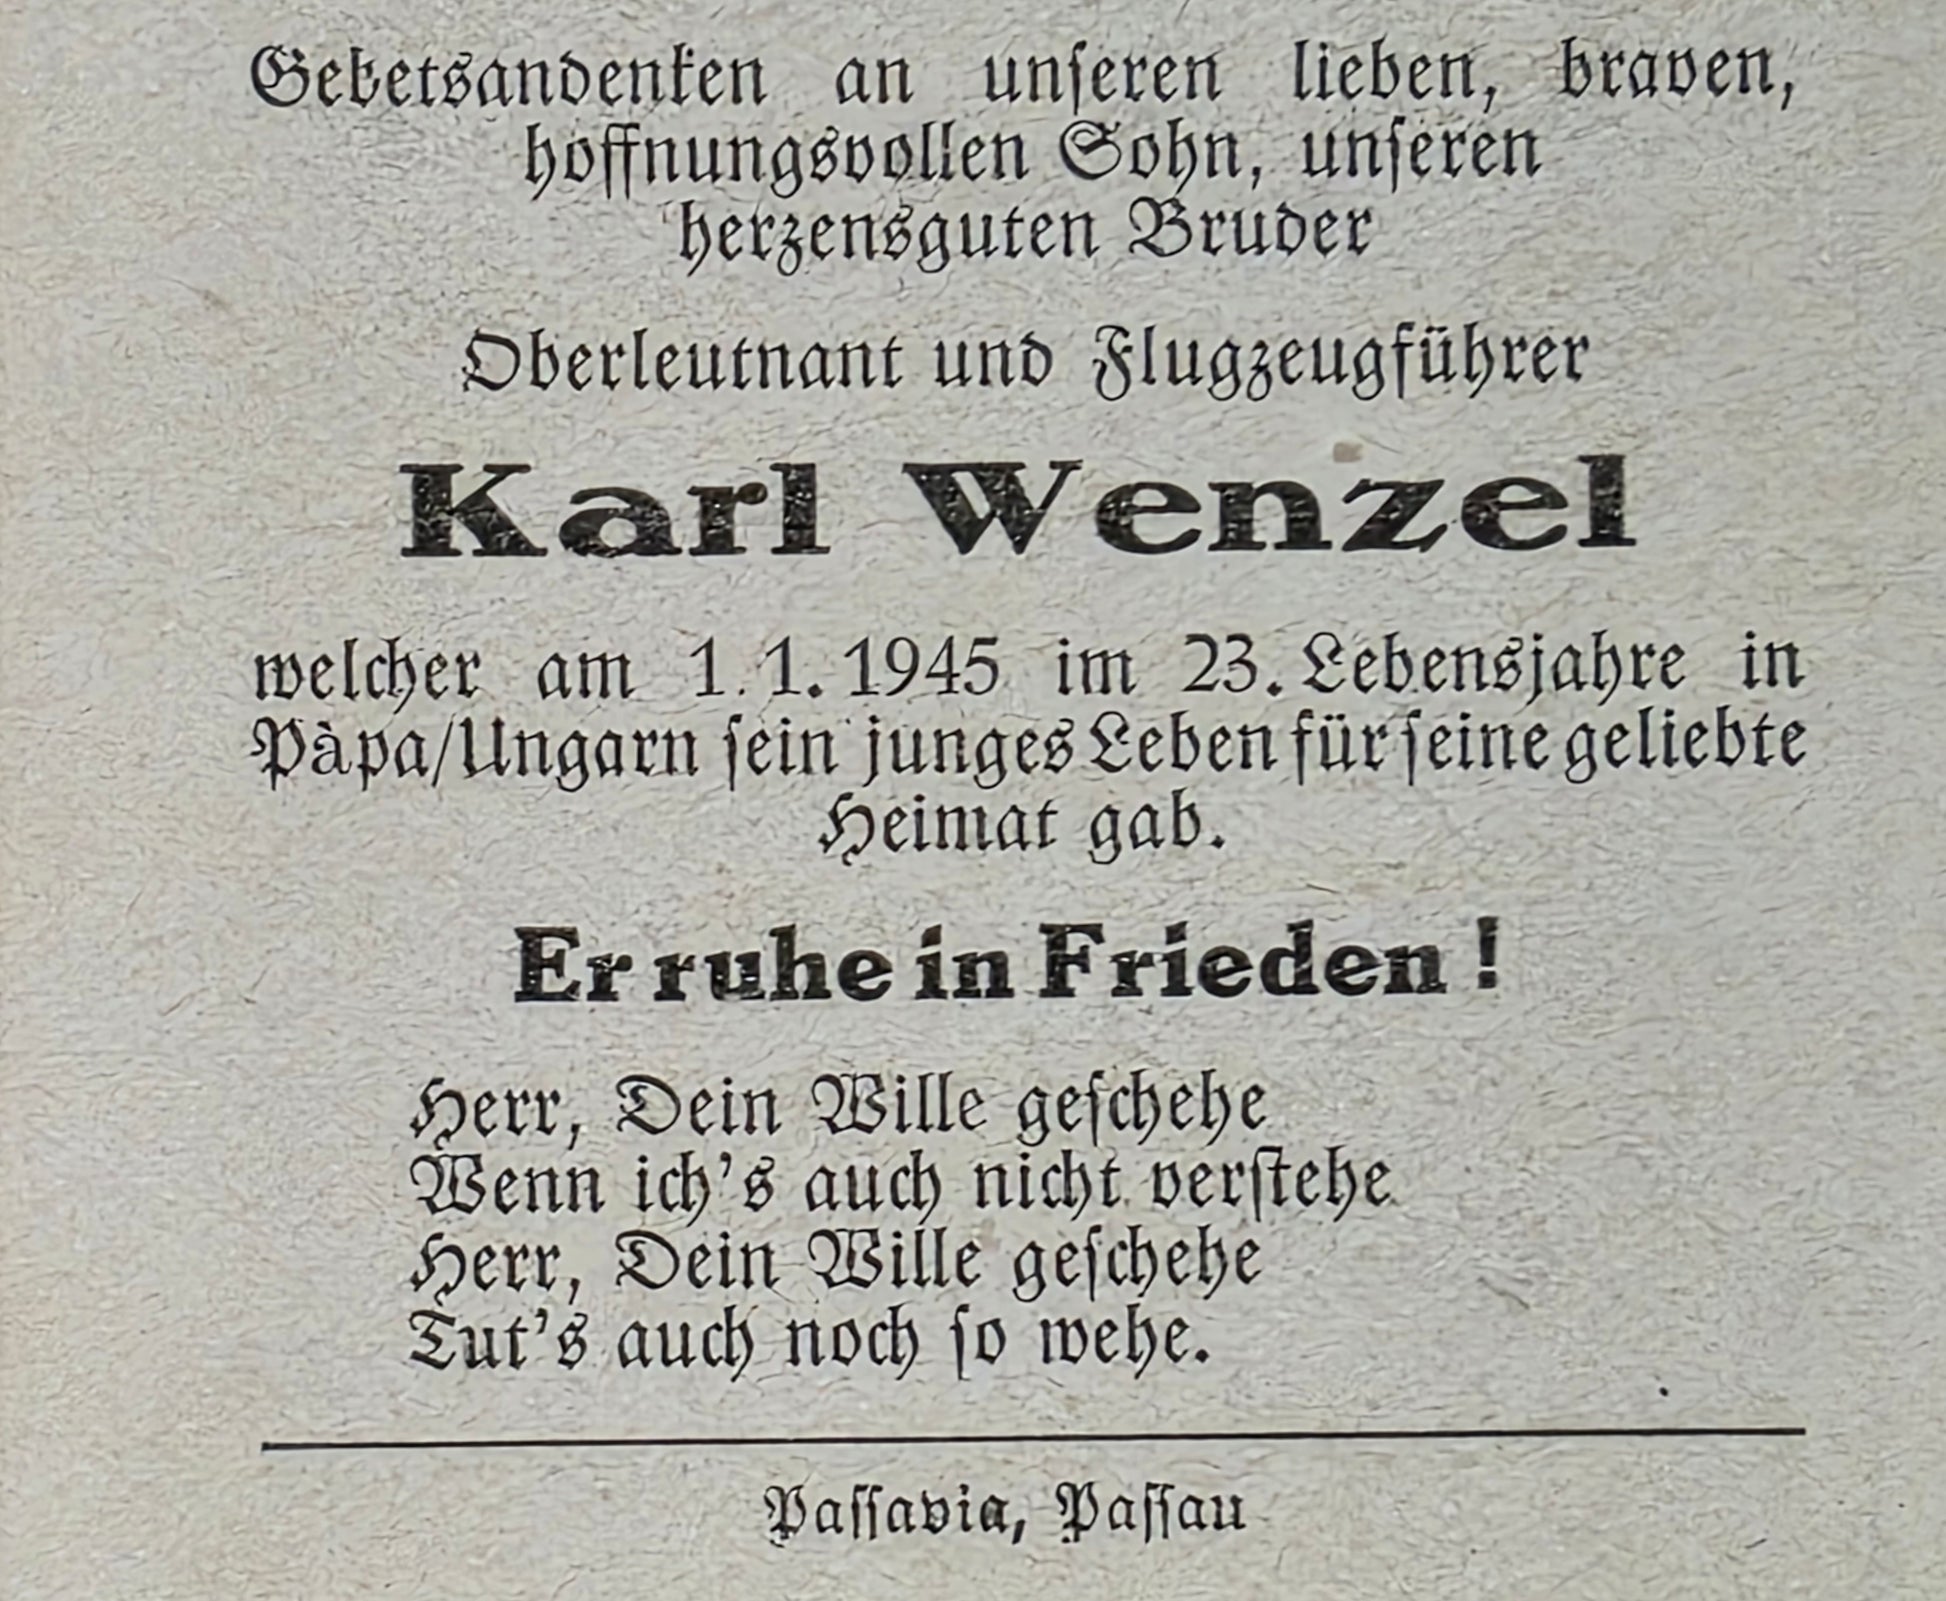 Gebetsandenken an unseren lieben, braven,
hoffnungsvollen Sohn, unseren
herzensguten Bruder
Oberleutnant und Flugzeugführer
Karl Wenzel
welcher am 1. 1. 1945 im 23. Lebensjahre in
Pàpa/Ungarn sein junges Leben für seine geliebte
Heimat gab.
Er ruhe in Frieden!
Herr, Dein Wille geschehe
Wenn ich's auch nicht verstehe
Herr, Dein Wille geschehe
Tut's auch noch so wehe.
Passavia, Passau